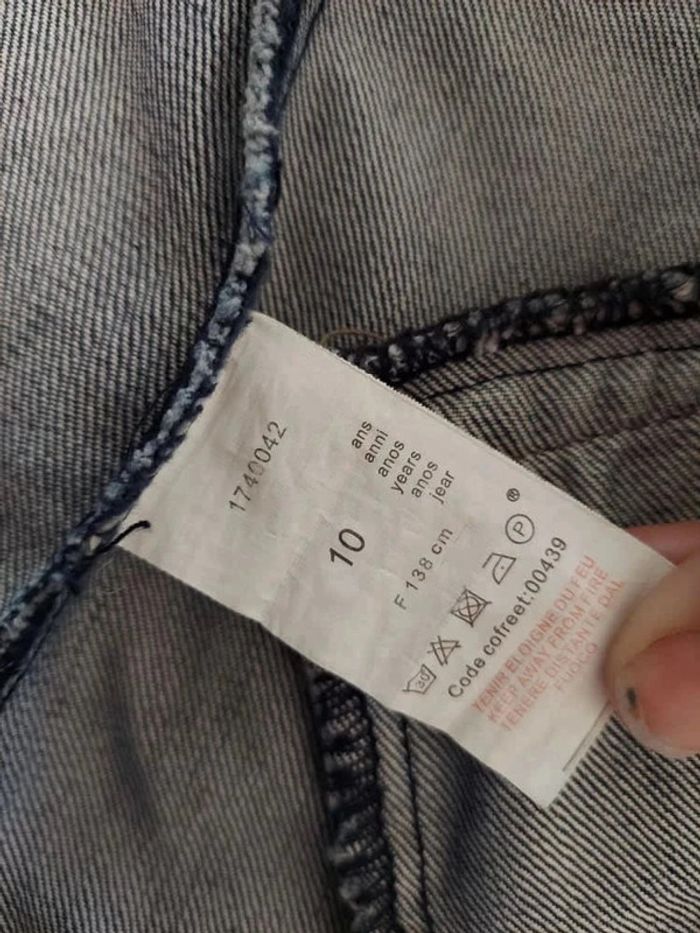 1740042
10
ans
anni
anos
years
anos
jear
F 138 cm
30
P
®
Code cofreet:00439
TENIR ELOIGNE DU FEU
KEEP AWAY FROM FIRE
TENERE DISTANTE DAL
FUOCO